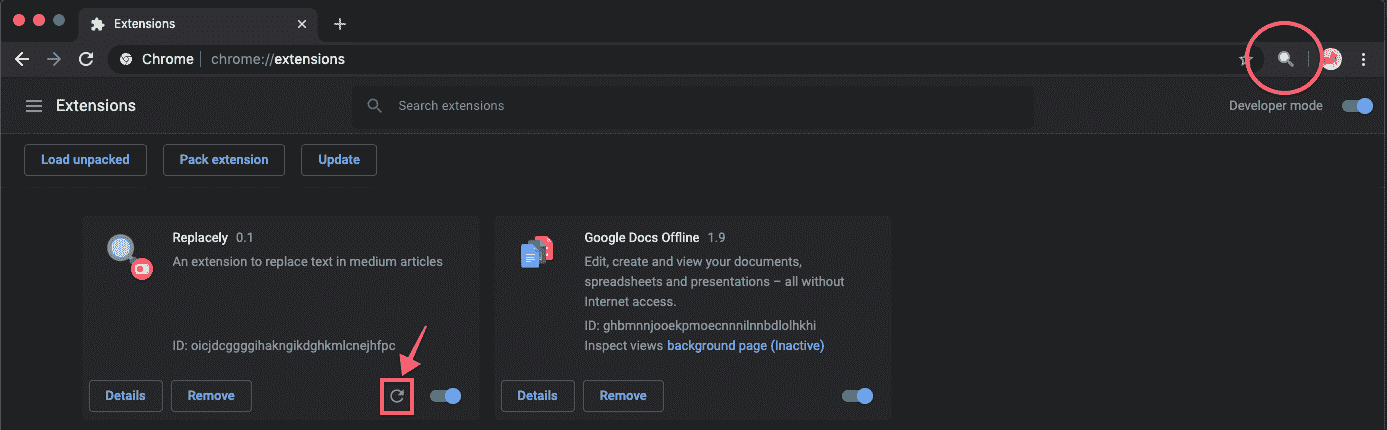 Extensions
Chrome chrome://extensions
Extensions
Search extensions
Developer mode
Load unpacked
Pack extension
Update
Replacely 0.1
An extension to replace text in medium articles
ID: oicjdcggggihakngikdghkmlcnejhfpc
Details
Remove
Google Docs Offline 1.9
Edit, create and view your documents,
spreadsheets and presentations – all without
Internet access.
ID: ghbmnnjooekpmoecnnnilnnbdlolhkhi
Inspect views background page (Inactive)
Details
Remove